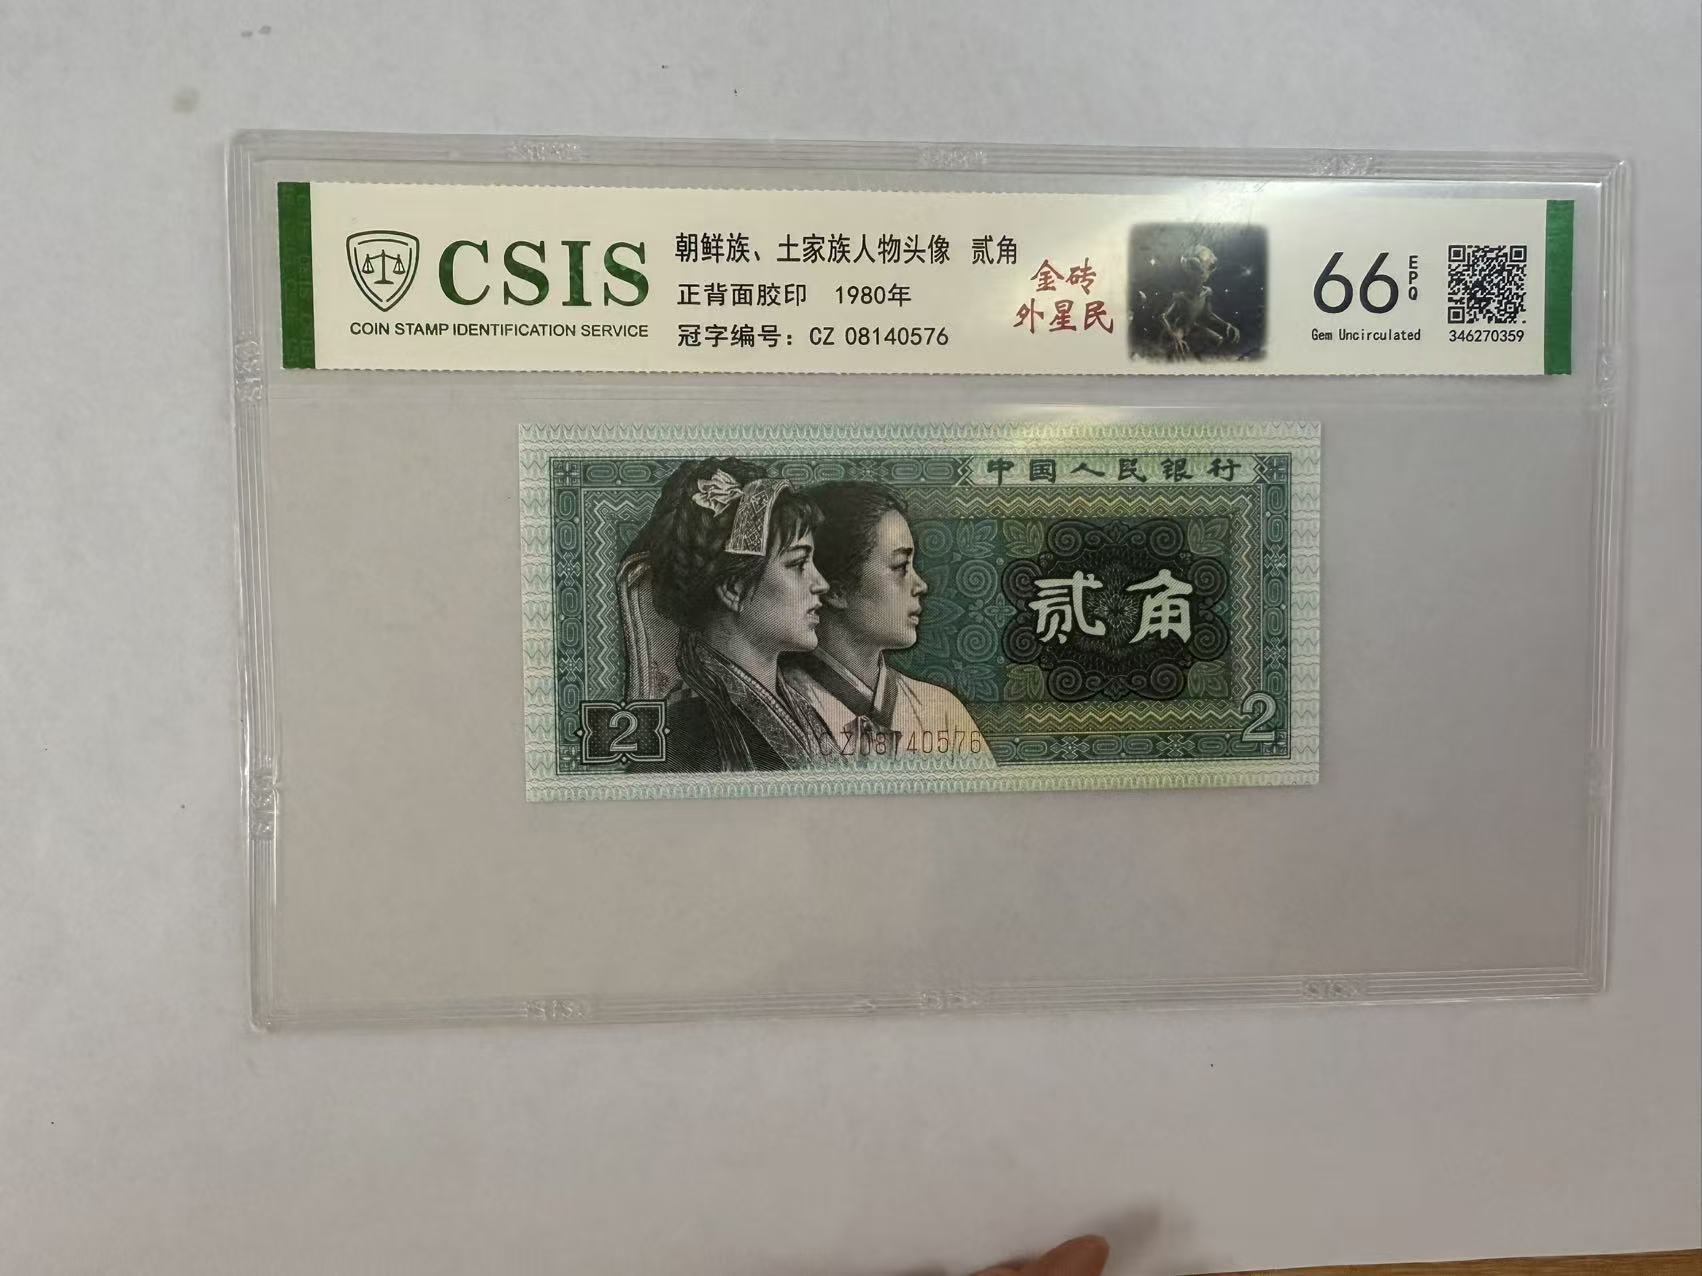 CSIS
COIN STAMP IDENTIFICATION SERVICE
朝鲜族、土家族人物头像 贰角
正背面胶印 1980年
冠字编号：CZ 08140576
金砖
外星民
66
EPQ
Gem Uncirculated
346270359
中国人民银行
贰角
2
CZ08140576
2